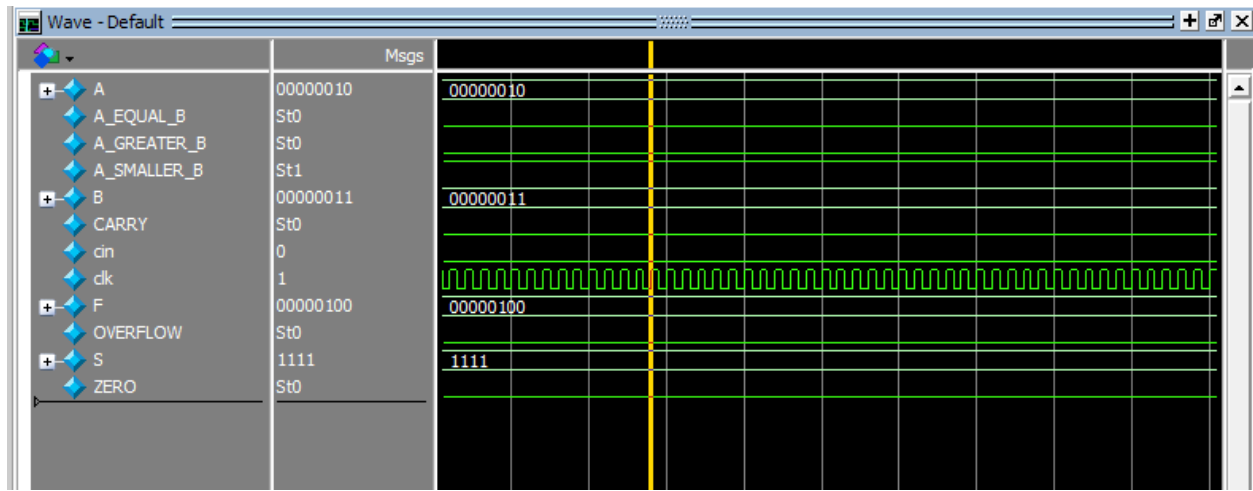 Wave - Default
Msgs
A 00000010 00000010
A_EQUAL_B St0
A_GREATER_B St0
A_SMALLER_B St1
B 00000011 00000011
CARRY St0
cin 0
clk 1
F 00000100 00000100
OVERFLOW St0
S 1111 1111
ZERO St0